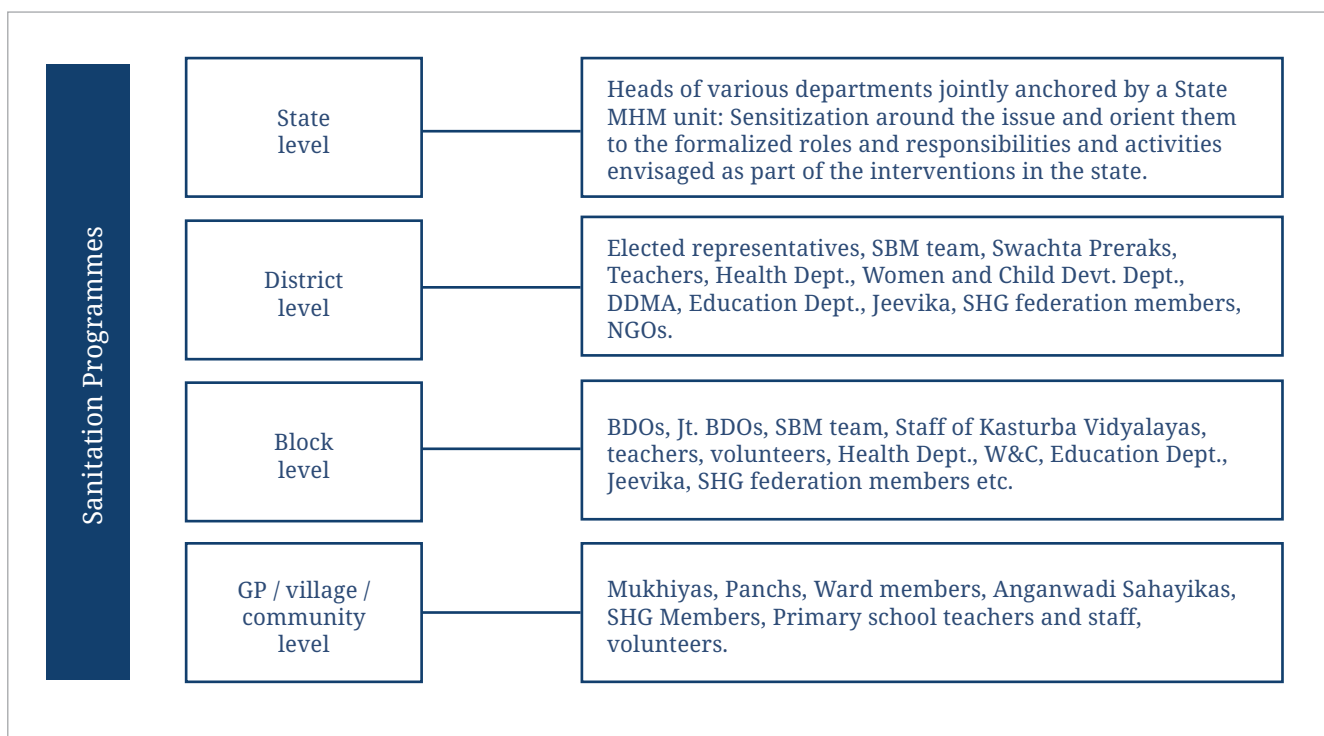 Sanitation Programmes
State
level
Heads of various departments jointly anchored by a State
MHM unit: Sensitization around the issue and orient them
to the formalized roles and responsibilities and activities
envisaged as part of the interventions in the state.
District
level
Elected representatives, SBM team, Swachta Preraks,
Teachers, Health Dept., Women and Child Devt. Dept.,
DDMA, Education Dept., Jeevika, SHG federation members,
NGOs.
Block
level
BDOs, Jt. BDOs, SBM team, Staff of Kasturba Vidyalayas,
teachers, volunteers, Health Dept., W&C, Education Dept.,
Jeevika, SHG federation members etc.
GP / village /
community
level
Mukhiyas, Panchs, Ward members, Anganwadi Sahayikas,
SHG Members, Primary school teachers and staff,
volunteers.